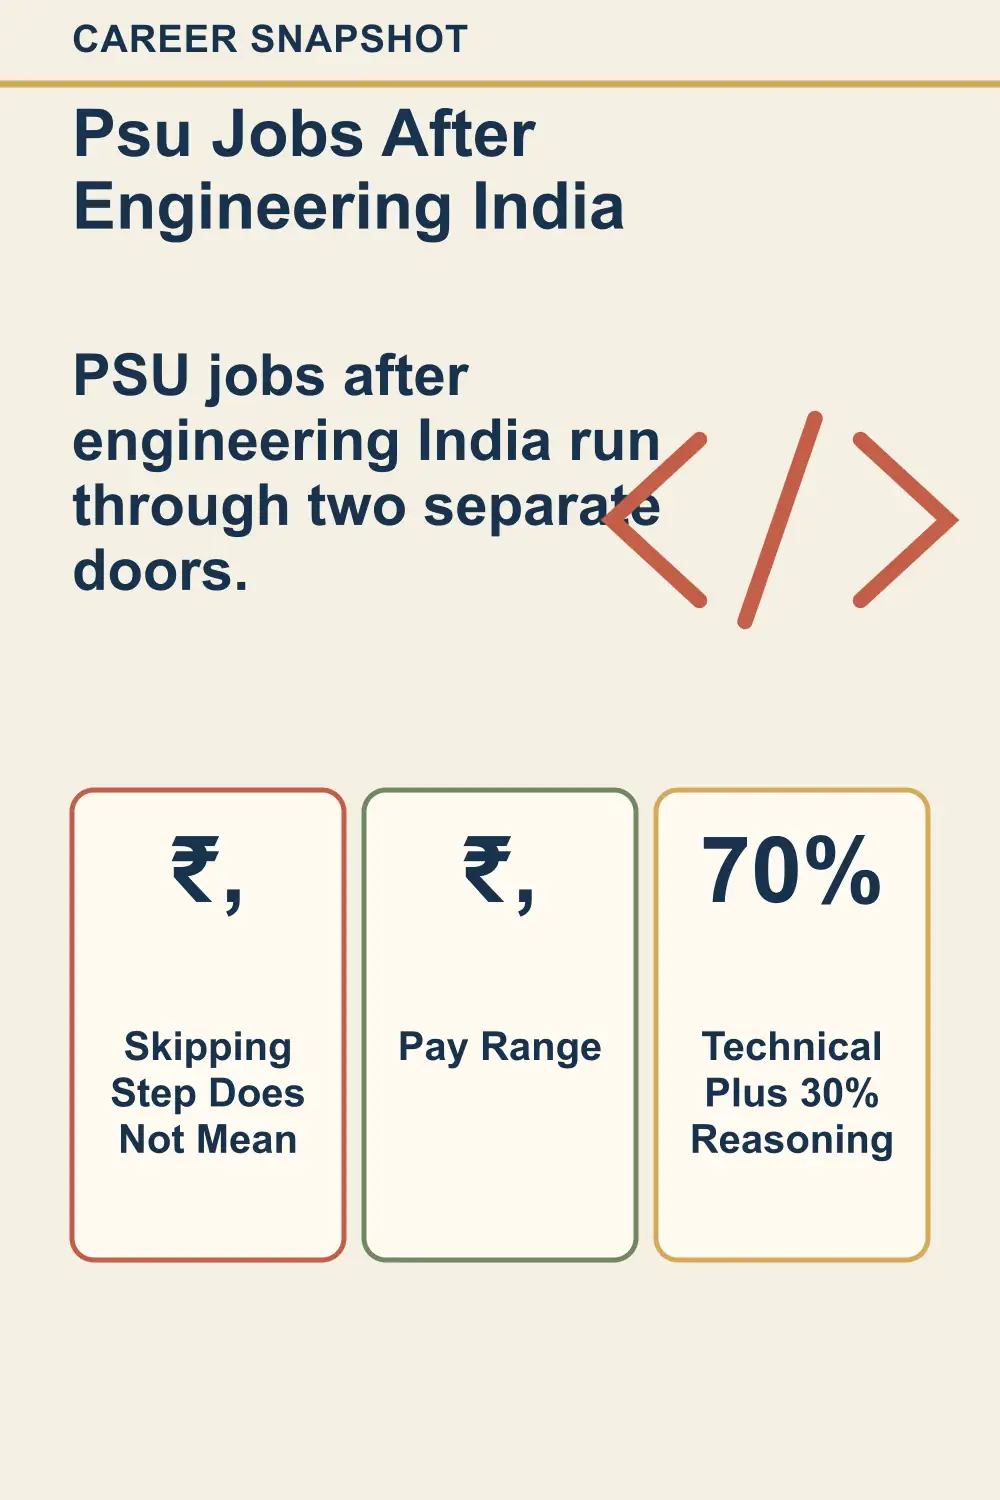 CAREER SNAPSHOT
Psu Jobs After
Engineering India
PSU jobs after
engineering India run
through two separate
doors.
</>
₹,
Skipping
Step Does
Not Mean
₹,
Pay Range
70%
Technical
Plus 30%
Reasoning